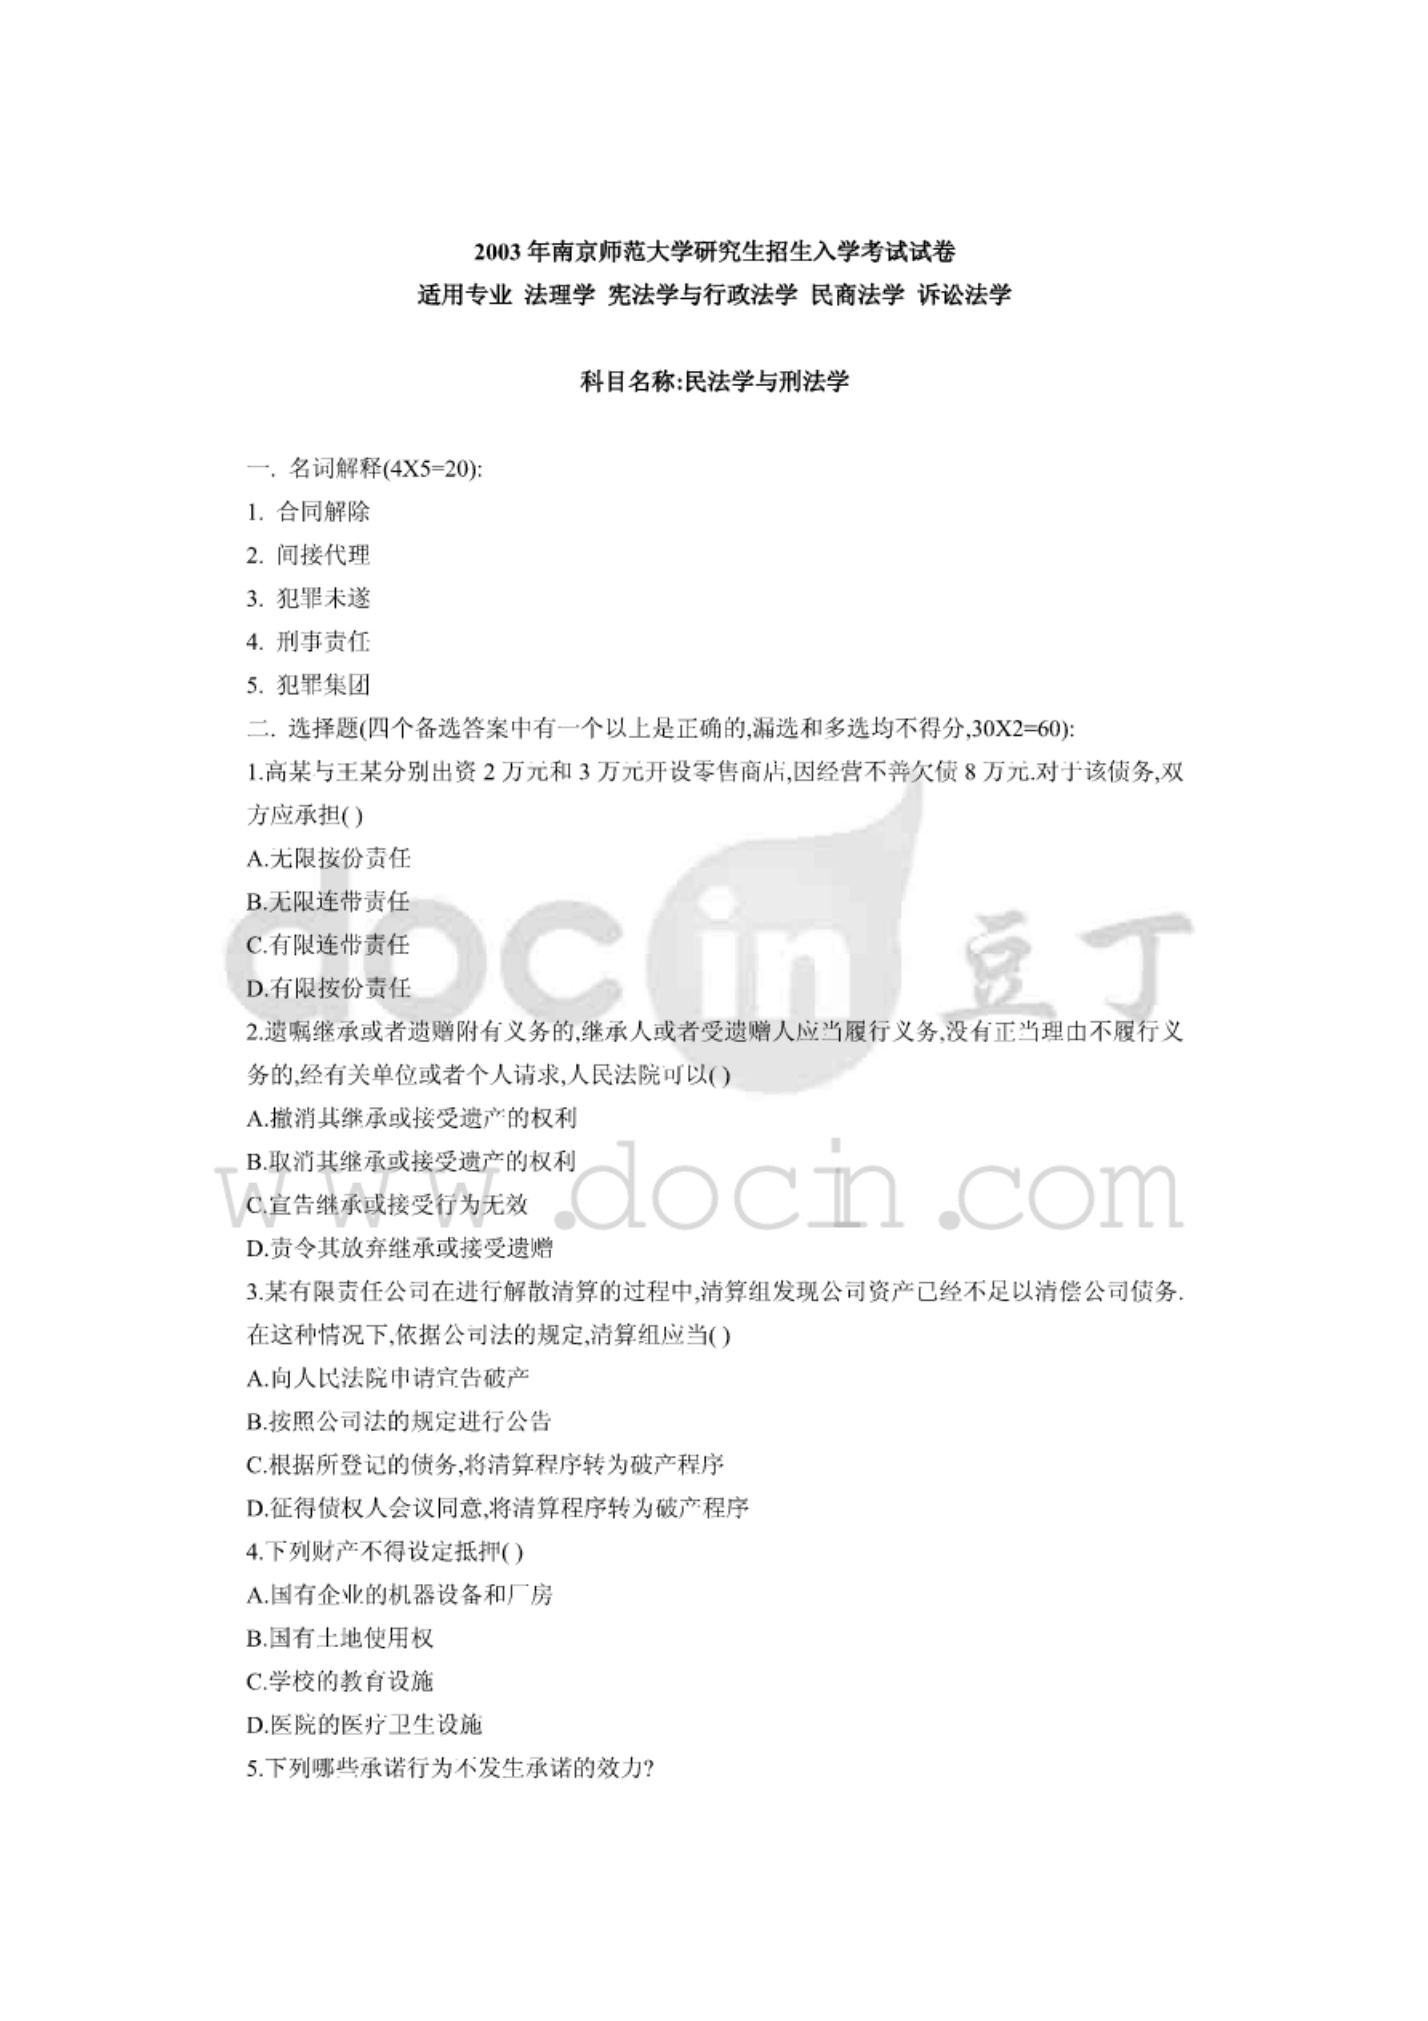 2003 年南京师范大学研究生招生入学考试试卷
适用专业 法理学 宪法学与行政法学 民商法学 诉讼法学
科目名称:民法学与刑法学
一. 名词解释(4X5=20):
1. 合同解除
2. 间接代理
3. 犯罪未遂
4. 刑事责任
5. 犯罪集团
二. 选择题(四个备选答案中有一个以上是正确的,漏选和多选均不得分,30X2=60):
1.高某与王某分别出资 2 万元和 3 万元开设零售商店,因经营不善欠债 8 万元.对于该债务,双
方应承担( )
A.无限按份责任
B.无限连带责任
C.有限连带责任
D.有限按份责任
2.遗嘱继承或者遗赠附有义务的,继承人或者受遗赠人应当履行义务,没有正当理由不履行义
务的,经有关单位或者个人请求,人民法院可以( )
A.撤消其继承或接受遗产的权利
B.取消其继承或接受遗产的权利
C.宣告继承或接受行为无效
D.责令其放弃继承或接受遗赠
3.某有限责任公司在进行解散清算的过程中,清算组发现公司资产已经不足以清偿公司债务.
在这种情况下,依据公司法的规定,清算组应当( )
A.向人民法院申请宣告破产
B.按照公司法的规定进行公告
C.根据所登记的债务,将清算程序转为破产程序
D.征得债权人会议同意,将清算程序转为破产程序
4.下列财产不得设定抵押( )
A.国有企业的机器设备和厂房
B.国有土地使用权
C.学校的教育设施
D.医院的医疗卫生设施
5.下列哪些承诺行为不发生承诺的效力?
docin 豆丁
www.docin.com